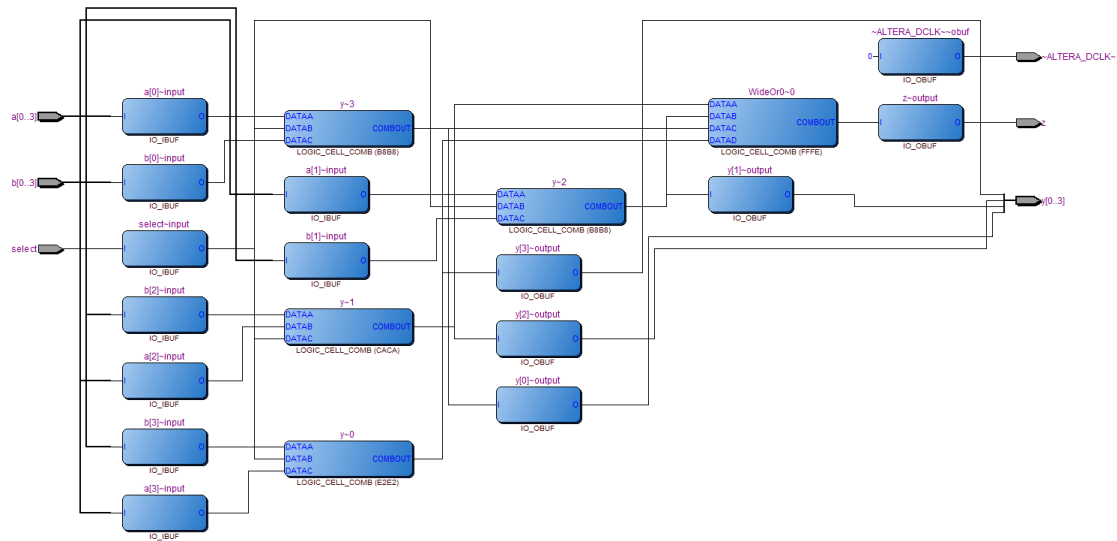 ~ALTERA_DCLK~~obuf
0 I O
IO_OBUF
~ALTERA_DCLK~
a[0]~input
I O
IO_IBUF
a[0..3]
y~3
DATAA
DATAB COMBOUT
DATAC
LOGIC_CELL_COMB (B8B8)
WideOr0~0
DATAA
DATAB
DATAC COMBOUT
DATAD
LOGIC_CELL_COMB (FFFE)
z~output
I O
IO_OBUF
z
b[0]~input
I O
IO_IBUF
b[0..3]
a[1]~input
I O
IO_IBUF
y~2
DATAA
DATAB COMBOUT
DATAC
LOGIC_CELL_COMB (B8B8)
y[1]~output
I O
IO_OBUF
y[0..3]
select~input
I O
IO_IBUF
select
b[1]~input
I O
IO_IBUF
y[3]~output
I O
IO_OBUF
b[2]~input
I O
IO_IBUF
y~1
DATAA
DATAB COMBOUT
DATAC
LOGIC_CELL_COMB (CACA)
y[2]~output
I O
IO_OBUF
a[2]~input
I O
IO_IBUF
y[0]~output
I O
IO_OBUF
b[3]~input
I O
IO_IBUF
y~0
DATAA
DATAB COMBOUT
DATAC
LOGIC_CELL_COMB (E2E2)
a[3]~input
I O
IO_IBUF